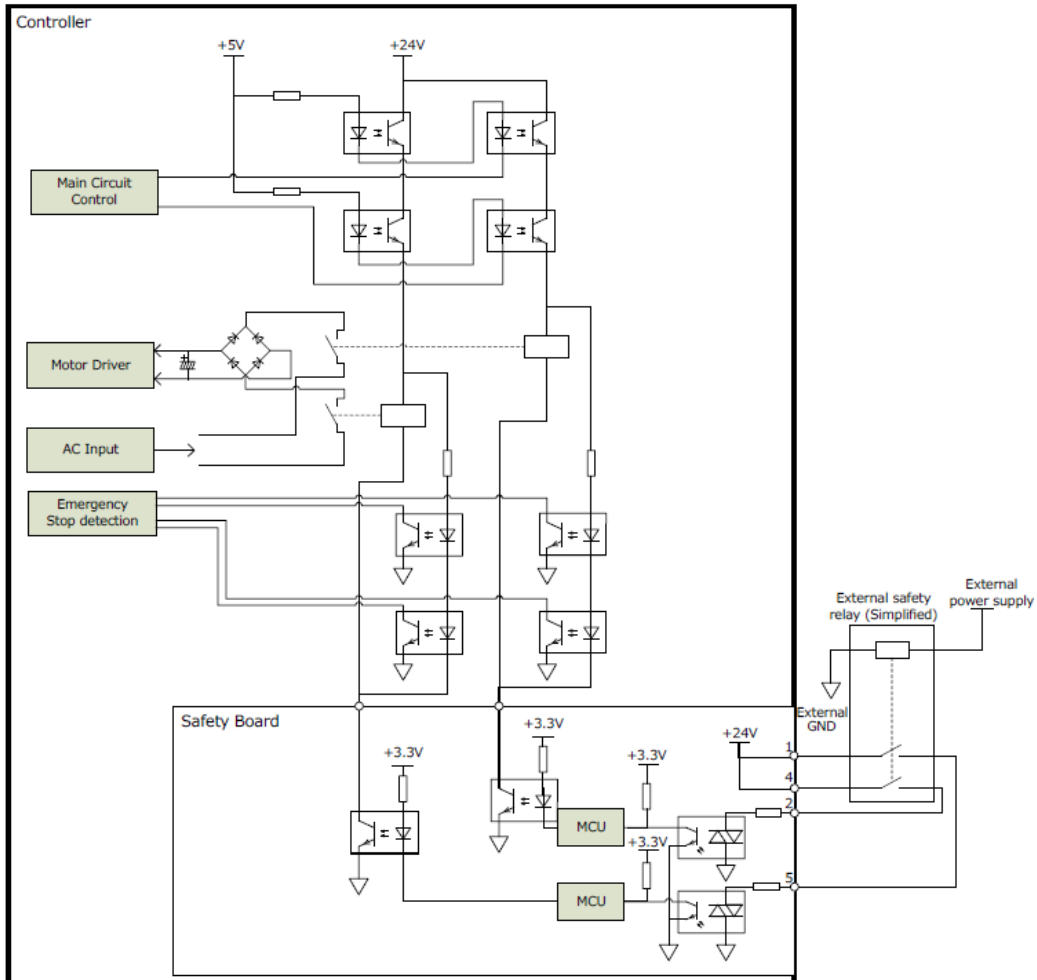 Controller
+5V
+24V
Main Circuit
Control
Motor Driver
AC Input
Emergency
Stop detection
External safety
relay (Simplified)
External
power supply
External
GND
Safety Board
+3.3V
+3.3V
+3.3V
+24V
1
4
2
MCU
+3.3V
5
MCU